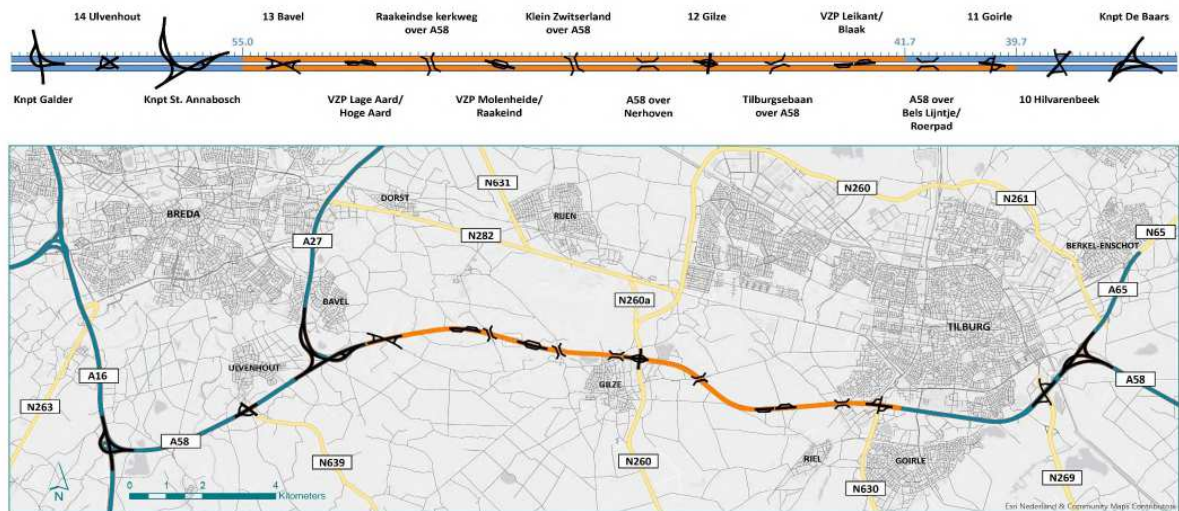 14 Ulvenhout
13 Bavel
Raakeindse kerkweg
over A58
Klein Zwitserland
over A58
12 Gilze
VZP Leikant/
Blaak
11 Goirle
Knpt De Baars
55.0
41.7
39.7
Knpt Galder
Knpt St. Annabosch
VZP Lage Aard/
Hoge Aard
VZP Molenheide/
Raakeind
A58 over
Nerhoven
Tilburgsebaan
over A58
A58 over
Bels Lijntje/
Roerpad
10 Hilvarenbeek
BREDA
DORST
N631
RIJEN
N260
N261
N65
BERKEL-ENSCHOT
N282
A27
BAVEL
N260a
A65
TILBURG
ULVENHOUT
A16
GILZE
A58
N263
A58
RIEL
GOIRLE
N639
N260
N630
N269
N
0 2 4
Kilometers
Esri Nederland & Community Maps Contributors